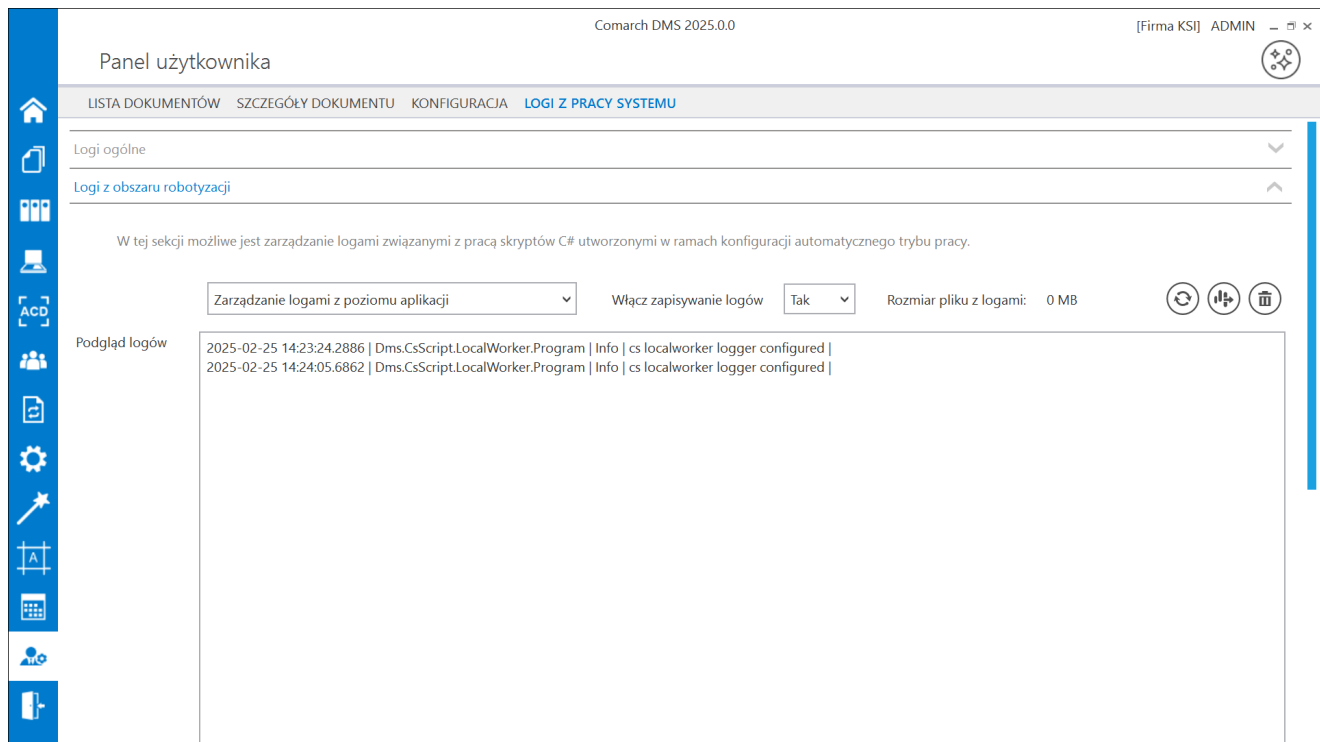 Comarch DMS 2025.0.0
[Firma KSI] ADMIN
Panel użytkownika
LISTA DOKUMENTÓW SZCZEGÓŁY DOKUMENTU KONFIGURACJA LOGI Z PRACY SYSTEMU
Logi ogólne
Logi z obszaru robotyzacji
W tej sekcji możliwe jest zarządzanie logami związanymi z pracą skryptów C# utworzonymi w ramach konfiguracji automatycznego trybu pracy.
Zarządzanie logami z poziomu aplikacji Włącz zapisywanie logów Tak Rozmiar pliku z logami: 0 MB
ACD
Podgląd logów
2025-02-25 14:23:24.2886 | Dms.CsScript.LocalWorker.Program | Info | cs localworker logger configured |
2025-02-25 14:24:05.6862 | Dms.CsScript.LocalWorker.Program | Info | cs localworker logger configured |
A